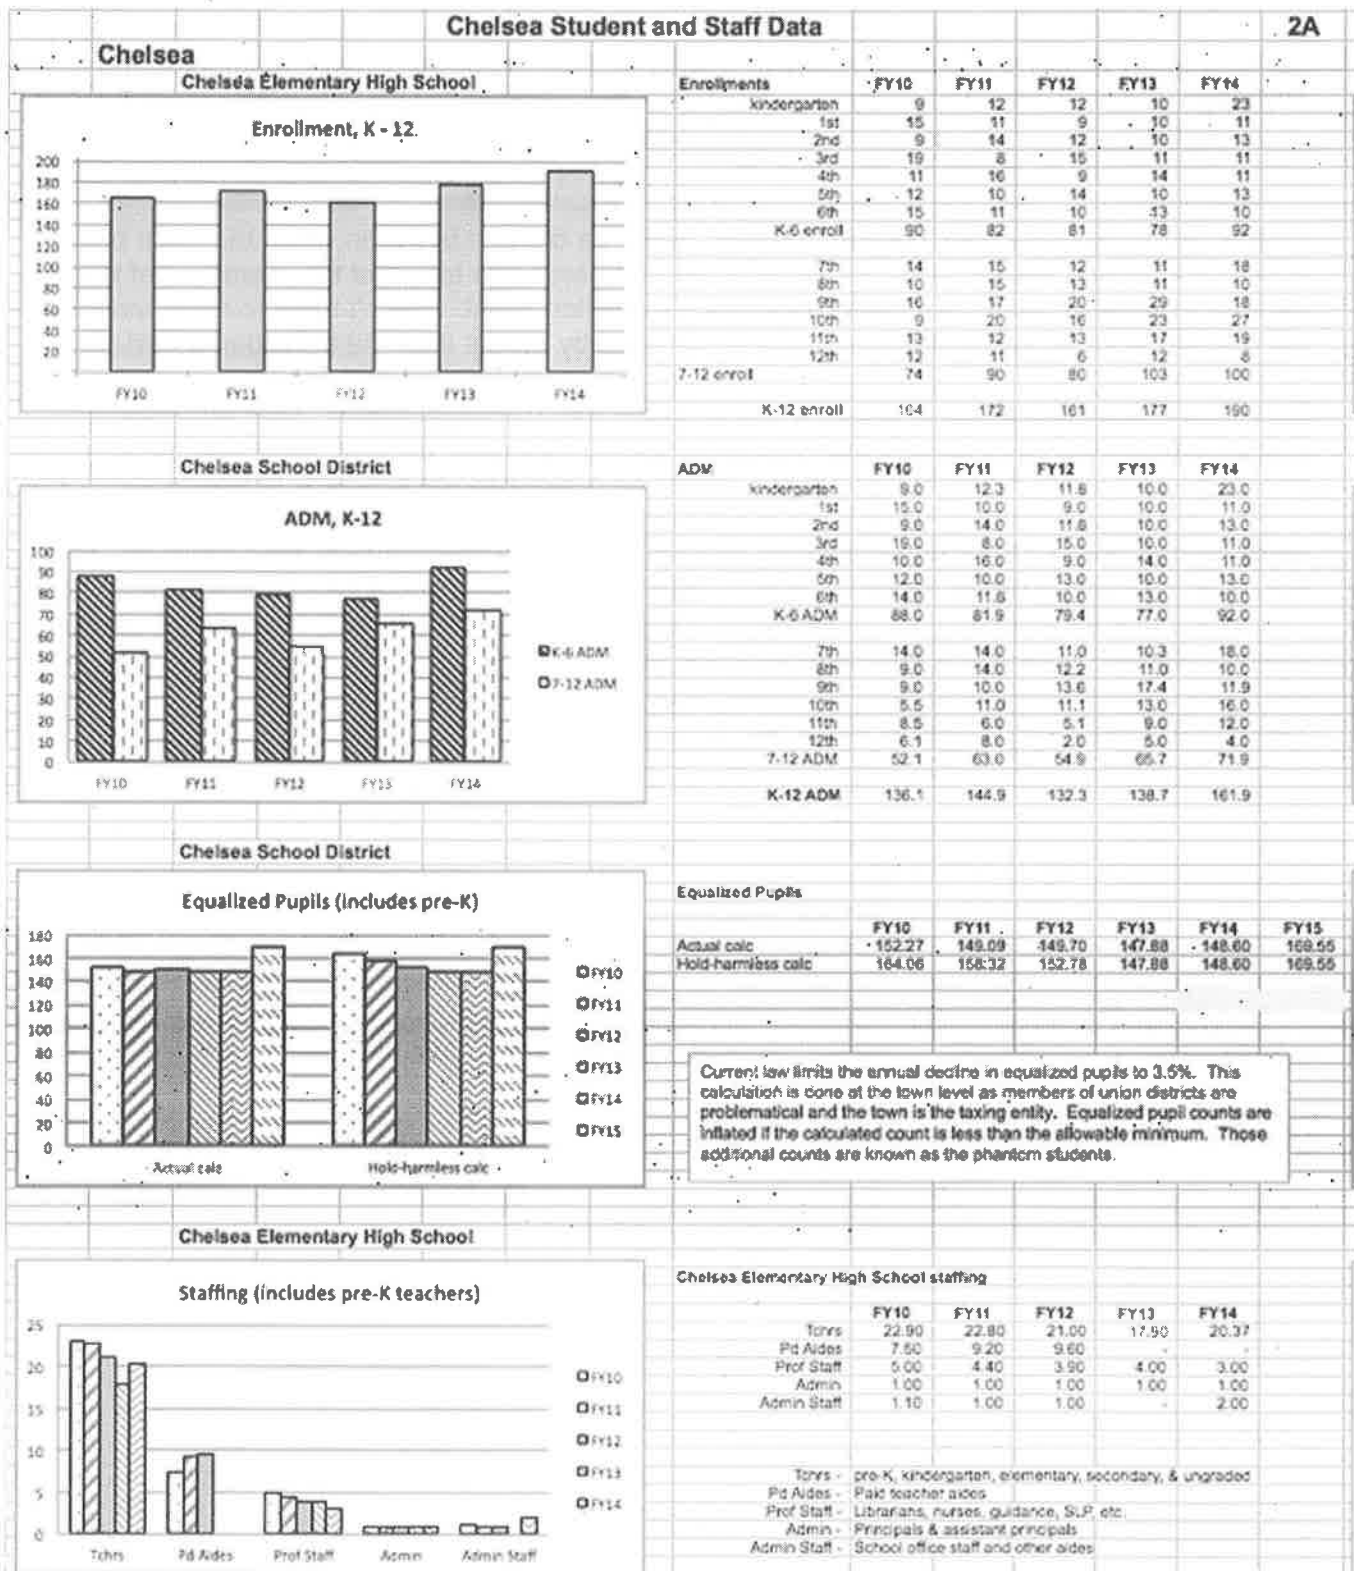 Chelsea Student and Staff Data 2A
Chelsea
Chelsea Elementary High School
Enrollment, K - 12.
200
180
160
140
120
100
80
60
40
20
-
FY10 FY11 FY12 FY13 FY14
Enrollments FY10 FY11 FY12 FY13 FY14
kindergarten 9 12 12 10 23
1st 15 11 9 10 11
2nd 9 14 12 10 13
3rd 19 8 15 11 11
4th 11 16 9 14 11
5th 12 10 14 10 13
6th 15 11 10 13 10
K-6 enroll 90 82 81 78 92
7th 14 15 12 11 18
8th 10 15 13 11 10
9th 16 17 20 29 18
10th 9 20 16 23 27
11th 13 12 13 17 19
12th 12 11 6 12 8
7-12 enroll 74 90 80 103 100
K-12 enroll 164 172 161 177 190
Chelsea School District
ADM, K-12
100
90
80
70
60
50
40
30
20
10
0
FY10 FY11 FY12 FY13 FY14
K-6 ADM
7-12 ADM
ADM FY10 FY11 FY12 FY13 FY14
kindergarten 9.0 12.3 11.8 10.0 23.0
1st 15.0 10.0 9.0 10.0 11.0
2nd 9.0 14.0 11.6 10.0 13.0
3rd 19.0 8.0 15.0 10.0 11.0
4th 10.0 16.0 9.0 14.0 11.0
5th 12.0 10.0 13.0 10.0 13.0
6th 14.0 11.6 10.0 13.0 10.0
K-6 ADM 88.0 81.9 79.4 77.0 92.0
7th 14.0 14.0 11.0 10.3 18.0
8th 9.0 14.0 12.2 11.0 10.0
9th 9.0 10.0 13.6 17.4 11.9
10th 5.5 11.0 11.1 13.0 16.0
11th 8.5 6.0 5.1 9.0 12.0
12th 6.1 8.0 2.0 5.0 4.0
7-12 ADM 52.1 63.0 54.9 65.7 71.9
K-12 ADM 136.1 144.9 132.3 138.7 161.9
Chelsea School District
Equalized Pupils (includes pre-K)
180
160
140
120
100
80
60
40
20
0
Actual calc Hold-harmless calc
FY10
FY11
FY12
FY13
FY14
FY15
Equalized Pupils
FY10 FY11 FY12 FY13 FY14 FY15
Actual calc 152.27 149.09 149.70 147.88 148.60 169.55
Hold-harmless calc 164.06 158.32 152.78 147.88 148.60 169.55
Current law limits the annual decline in equalized pupils to 3.5%. This
calculation is done at the town level as members of union districts are
problematical and the town is the taxing entity. Equalized pupil counts are
inflated if the calculated count is less than the allowable minimum. Those
additional counts are known as the phantom students.
Chelsea Elementary High School
Staffing (includes pre-K teachers)
25
20
15
10
5
0
Tchrs Pd Aides Prof Staff Admin Admin Staff
FY10
FY11
FY12
FY13
FY14
Chelsea Elementary High School staffing
FY10 FY11 FY12 FY13 FY14
Tchrs 22.90 22.80 21.00 17.90 20.37
Pd Aides 7.50 9.20 9.60 - -
Prof Staff 5.00 4.40 3.90 4.00 3.00
Admin 1.00 1.00 1.00 1.00 1.00
Admin Staff 1.10 1.00 1.00 - 2.00
Tchrs - pre-K, kindergarten, elementary, secondary, & ungraded
Pd Aides - Paid teacher aides
Prof Staff - Librarians, nurses, guidance, SLP, etc.
Admin - Principals & assistant principals
Admin Staff - School office staff and other aides